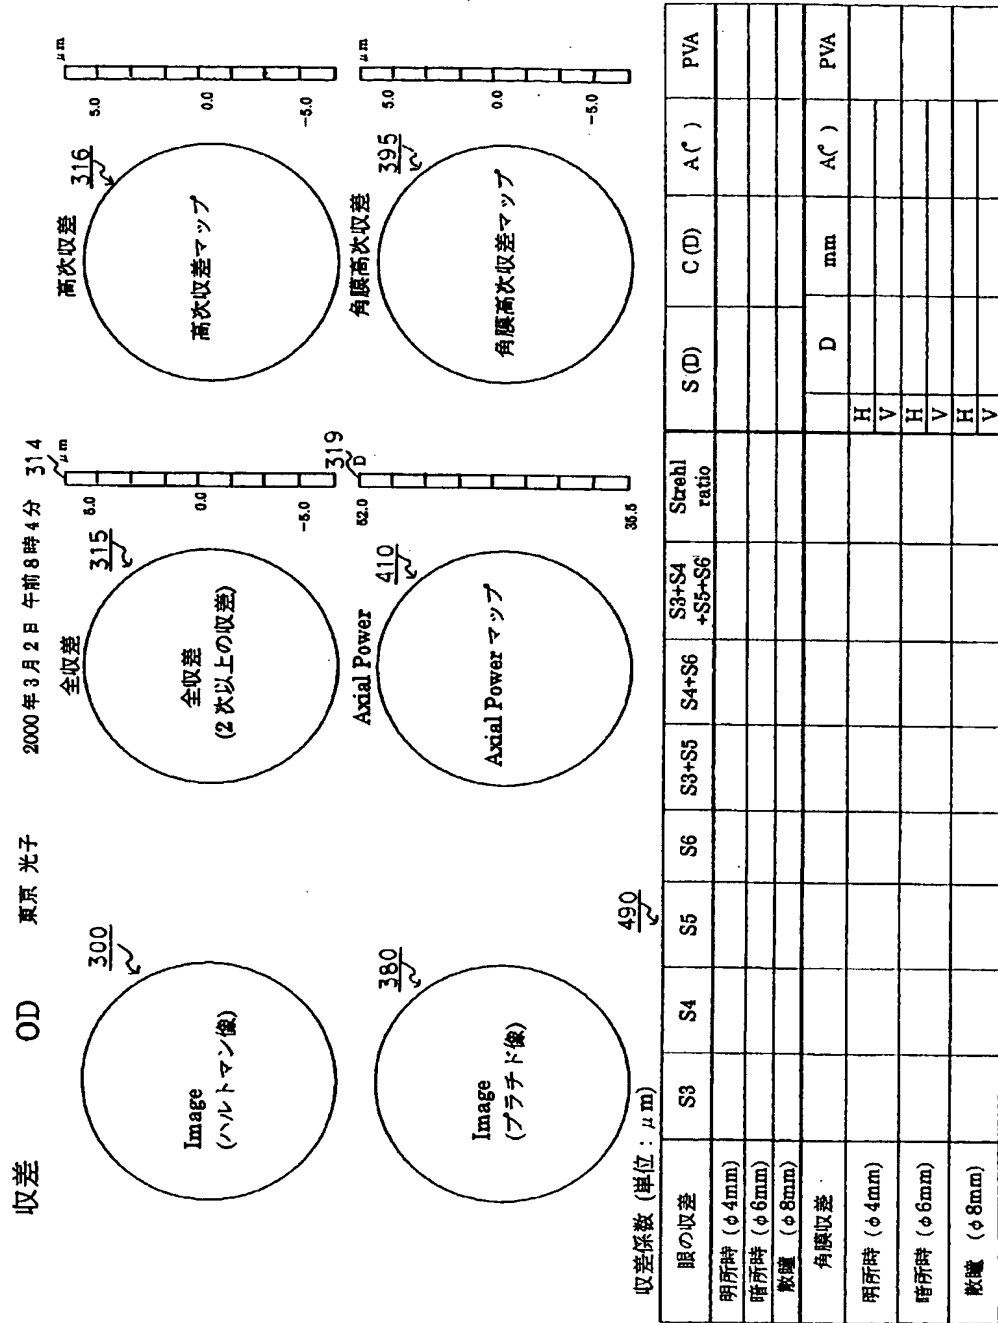 収差 OD 東京 光子 2000年3月2日 午前8時4分
300
Image
(ハルトマン像)
全収差
315
全収差
(2次以上の収差)
314
μm
5.0
0.0
-5.0
高次収差
316
高次収差マップ
μm
5.0
0.0
-5.0
380
Image
(プラチド像)
Axial Power
410
Axial Power マップ
319
D
52.0
35.5
角膜高次収差
395
角膜高次収差マップ
μm
5.0
0.0
-5.0
収差係数 (単位：μm)
490
眼の収差 S3 S4 S5 S6 S3+S5 S4+S6 S3+S4+S5+S6 Strehl ratio S(D) C(D) A(°) PVA
明所時 (φ4mm)
暗所時 (φ6mm)
散瞳 (φ8mm)
角膜収差 D mm A(°) PVA
明所時 (φ4mm) H
V
暗所時 (φ6mm) H
V
散瞳 (φ8mm) H
V